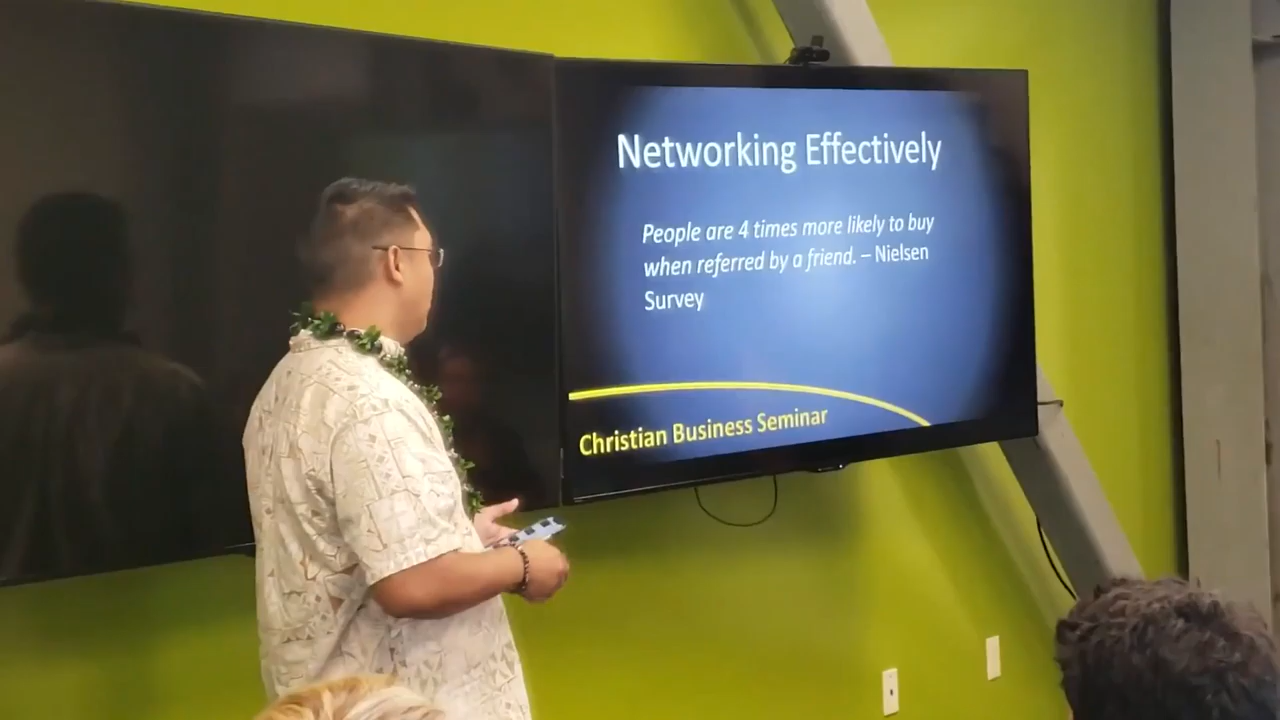 Networking Effectively
People are 4 times more likely to buy
when referred by a friend. – Nielsen
Survey
Christian Business Seminar